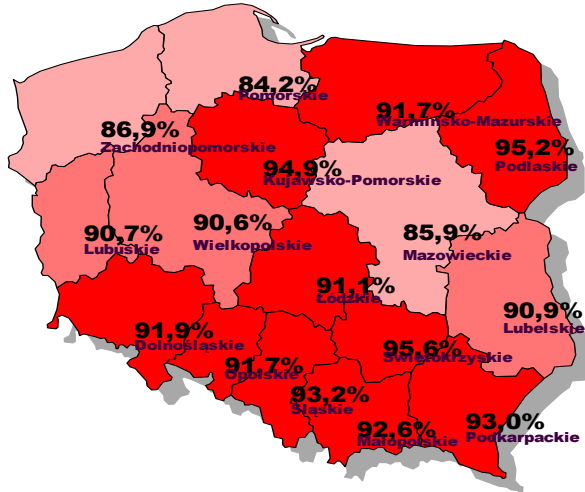 84,2%
Pomorskie
91,7%
Warmińsko-Mazurskie
86,9%
Zachodniopomorskie
95,2%
Podlaskie
94,9%
Kujawsko-Pomorskie
90,7%
Lubuskie
90,6%
Wielkopolskie
85,9%
Mazowieckie
91,1%
Łódzkie
90,9%
Lubelskie
91,9%
Dolnośląskie
95,6%
Świętokrzyskie
91,7%
Opolskie
93,2%
Śląskie
92,6%
Małopolskie
93,0%
Podkarpackie